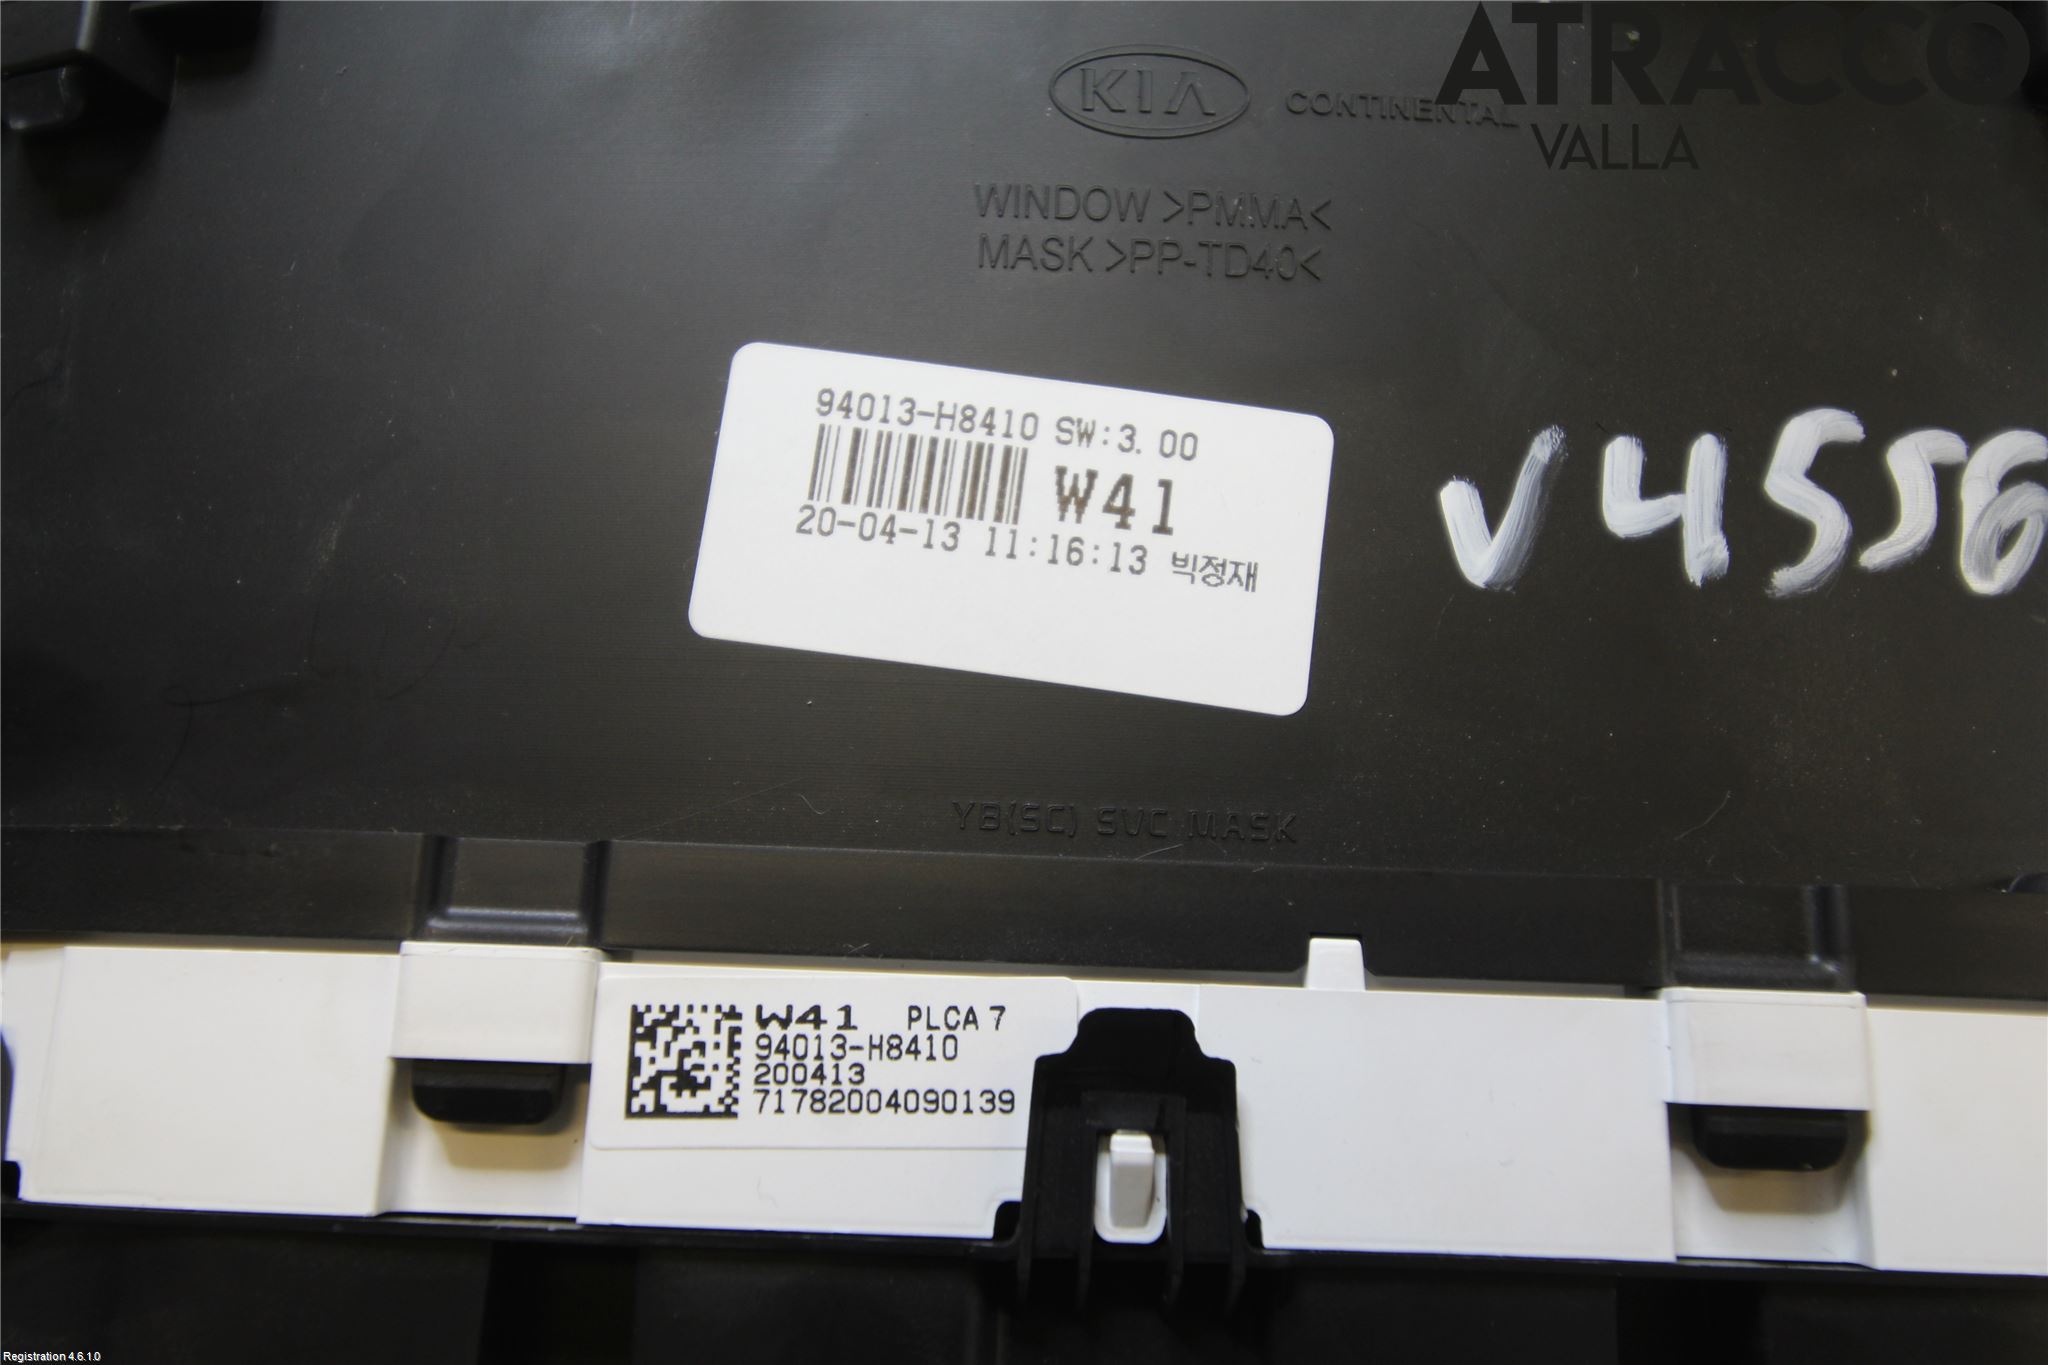 ATRACCO
VALLA
KIA CONTINENTAL
WINDOW >PMMA<
MASK >PP-TD40<
94013-H8410 SW:3.00
W41
20-04-13 11:16:13 빅정재
V4556
YB(SC) SVC MASK
W41 PLCA 7
94013-H8410
200413
71782004090139
Registration 4.6.1.0